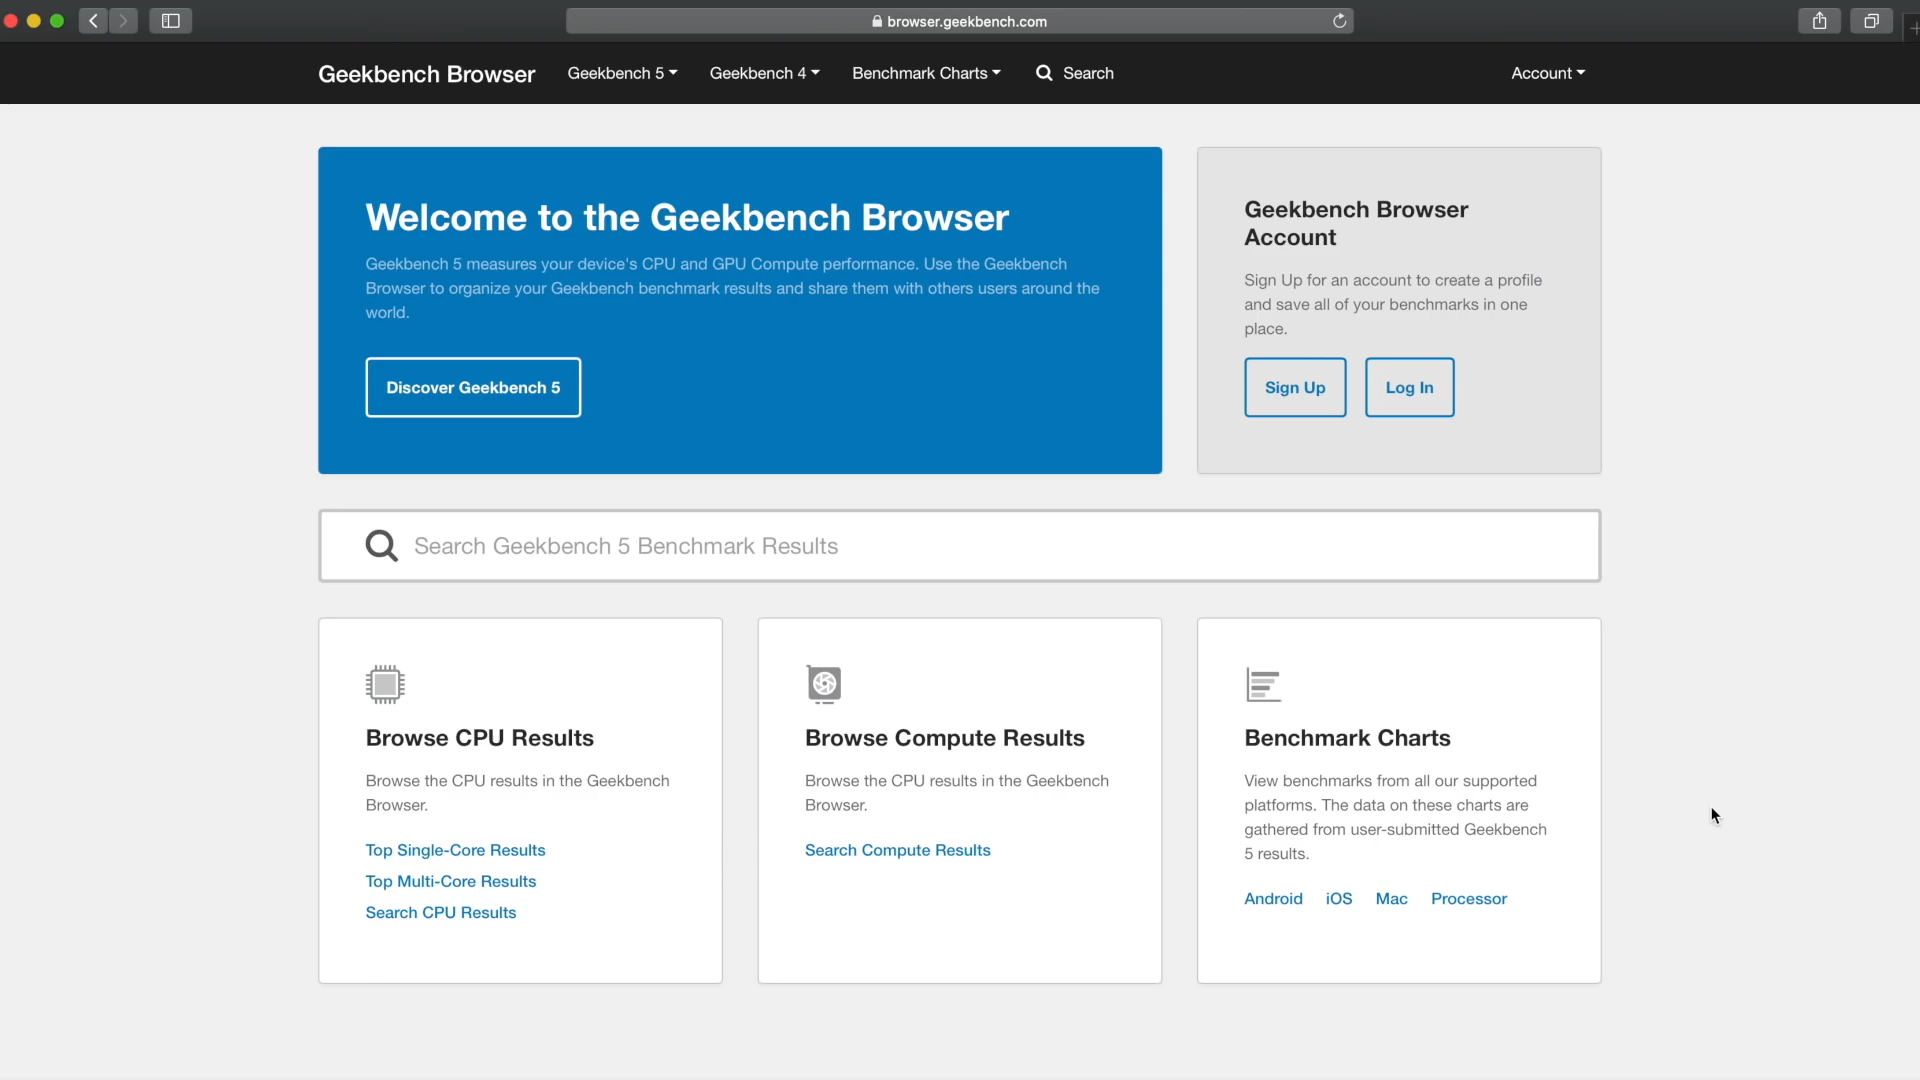 browser.geekbench.com
Geekbench Browser Geekbench 5 Geekbench 4 Benchmark Charts Search Account
Welcome to the Geekbench Browser
Geekbench 5 measures your device's CPU and GPU Compute performance. Use the Geekbench
Browser to organize your Geekbench benchmark results and share them with others users around the
world.
Discover Geekbench 5
Geekbench Browser
Account
Sign Up for an account to create a profile
and save all of your benchmarks in one
place.
Sign Up Log In
Search Geekbench 5 Benchmark Results
Browse CPU Results
Browse the CPU results in the Geekbench
Browser.
Top Single-Core Results
Top Multi-Core Results
Search CPU Results
Browse Compute Results
Browse the CPU results in the Geekbench
Browser.
Search Compute Results
Benchmark Charts
View benchmarks from all our supported
platforms. The data on these charts are
gathered from user-submitted Geekbench
5 results.
Android iOS Mac Processor